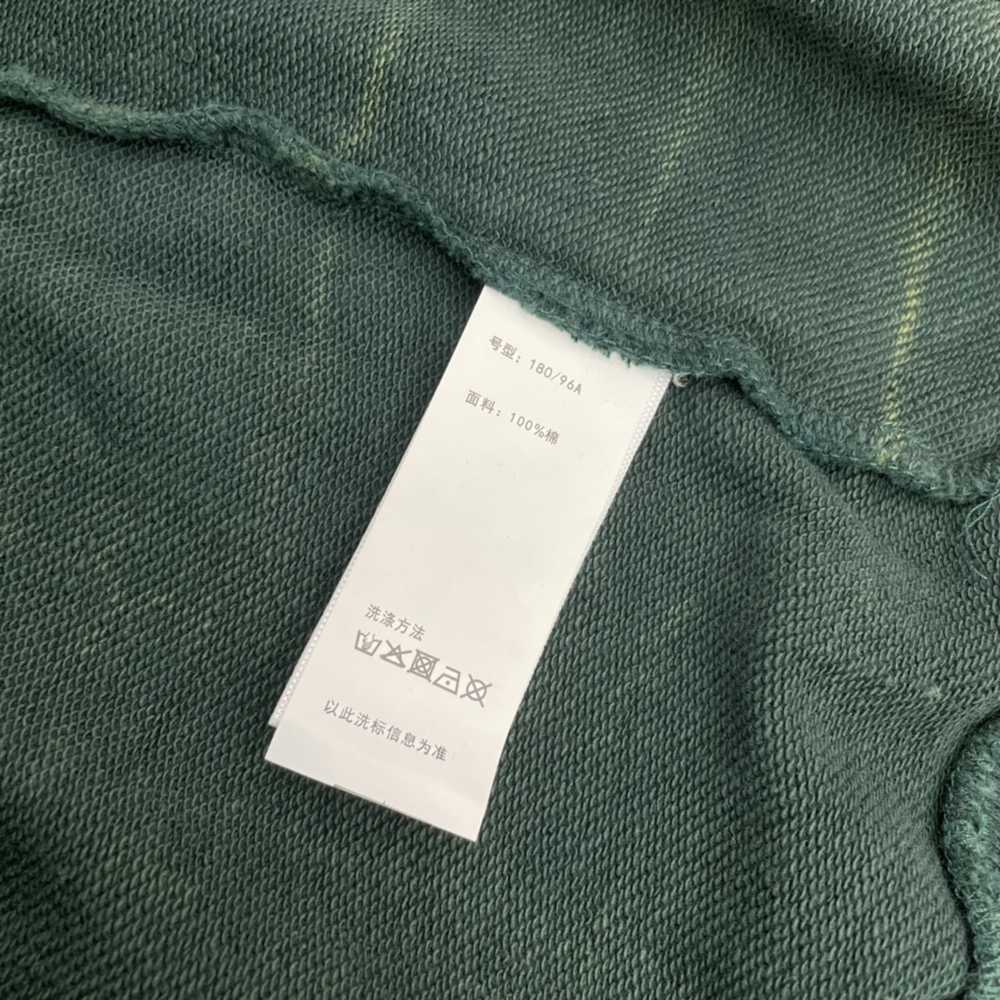 号型：180/96A
面料：100%棉
洗涤方法
以此洗标信息为准